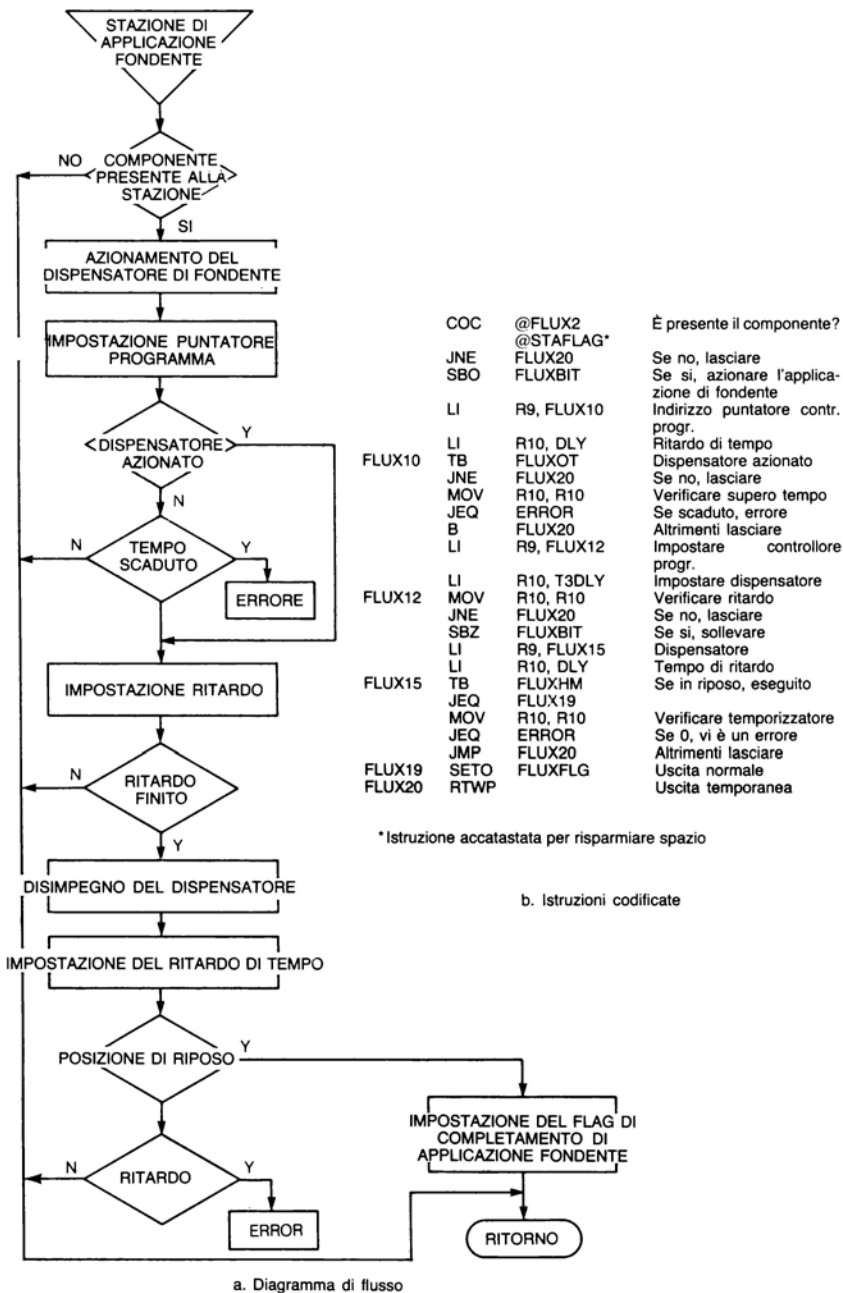 STAZIONE DI
APPLICAZIONE
FONDENTE
NO
COMPONENTE
PRESENTE ALLA
STAZIONE
SI
AZIONAMENTO DEL
DISPENSATORE DI FONDENTE
IMPOSTAZIONE PUNTATORE
PROGRAMMA
DISPENSATORE
AZIONATO
Y
N
N
TEMPO
SCADUTO
Y
ERRORE
IMPOSTAZIONE RITARDO
N
RITARDO
FINITO
Y
DISIMPEGNO DEL DISPENSATORE
IMPOSTAZIONE DEL RITARDO DI TEMPO
POSIZIONE DI RIPOSO
Y
N
RITARDO
Y
ERROR
IMPOSTAZIONE DEL FLAG DI
COMPLETAMENTO DI
APPLICAZIONE FONDENTE
RITORNO
a. Diagramma di flusso
COC @FLUX2 È presente il componente?
@STAFLAG*
JNE FLUX20 Se no, lasciare
SBO FLUXBIT Se si, azionare l'applica-
zione di fondente
LI R9, FLUX10 Indirizzo puntatore contr.
progr.
LI R10, DLY Ritardo di tempo
FLUX10 TB FLUXOT Dispensatore azionato
JNE FLUX20 Se no, lasciare
MOV R10, R10 Verificare supero tempo
JEQ ERROR Se scaduto, errore
B FLUX20 Altrimenti lasciare
LI R9, FLUX12 Impostare controllore
progr.
LI R10, T3DLY Impostare dispensatore
FLUX12 MOV R10, R10 Verificare ritardo
JNE FLUX20 Se no, lasciare
SBZ FLUXBIT Se si, sollevare
LI R9, FLUX15 Dispensatore
LI R10, DLY Tempo di ritardo
FLUX15 TB FLUXHM Se in riposo, eseguito
JEQ FLUX19
MOV R10, R10 Verificare temporizzatore
JEQ ERROR Se 0, vi è un errore
JMP FLUX20 Altrimenti lasciare
FLUX19 SETO FLUXFLG Uscita normale
FLUX20 RTWP Uscita temporanea
*Istruzione accatastata per risparmiare spazio
b. Istruzioni codificate